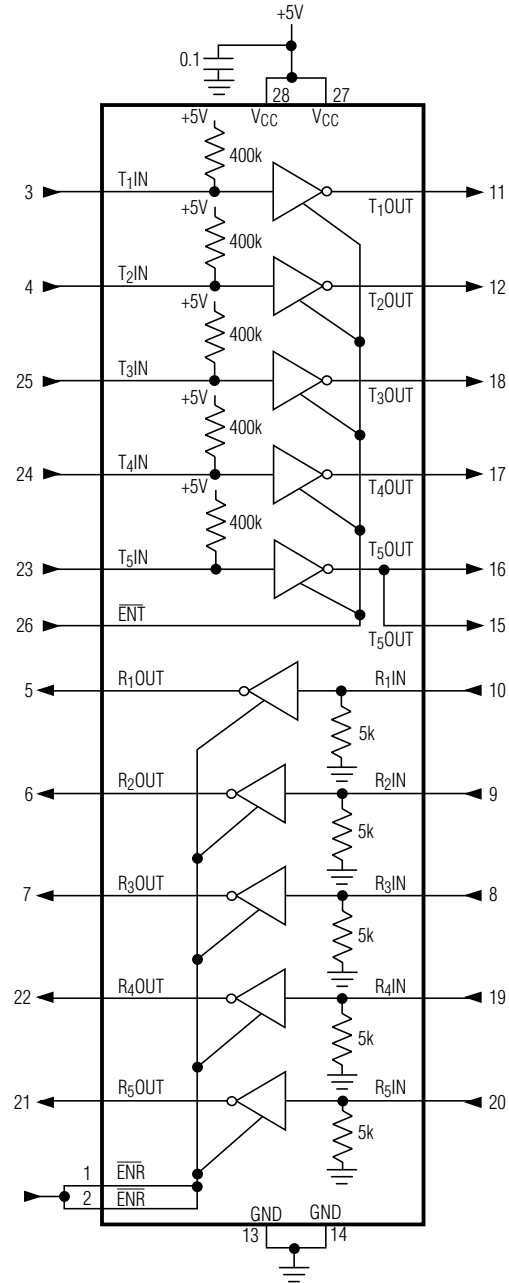 +5V
0.1
28 27
VCC VCC
+5V
400k
3 T1IN T1OUT 11
+5V
400k
4 T2IN T2OUT 12
+5V
400k
25 T3IN T3OUT 18
+5V
400k
24 T4IN T4OUT 17
+5V
400k
23 T5IN T5OUT 16
26 ENT T5OUT 15
5 R1OUT R1IN 10
5k
6 R2OUT R2IN 9
5k
7 R3OUT R3IN 8
5k
22 R4OUT R4IN 19
5k
21 R5OUT R5IN 20
5k
1 ENR
2 ENR
GND GND
13 14